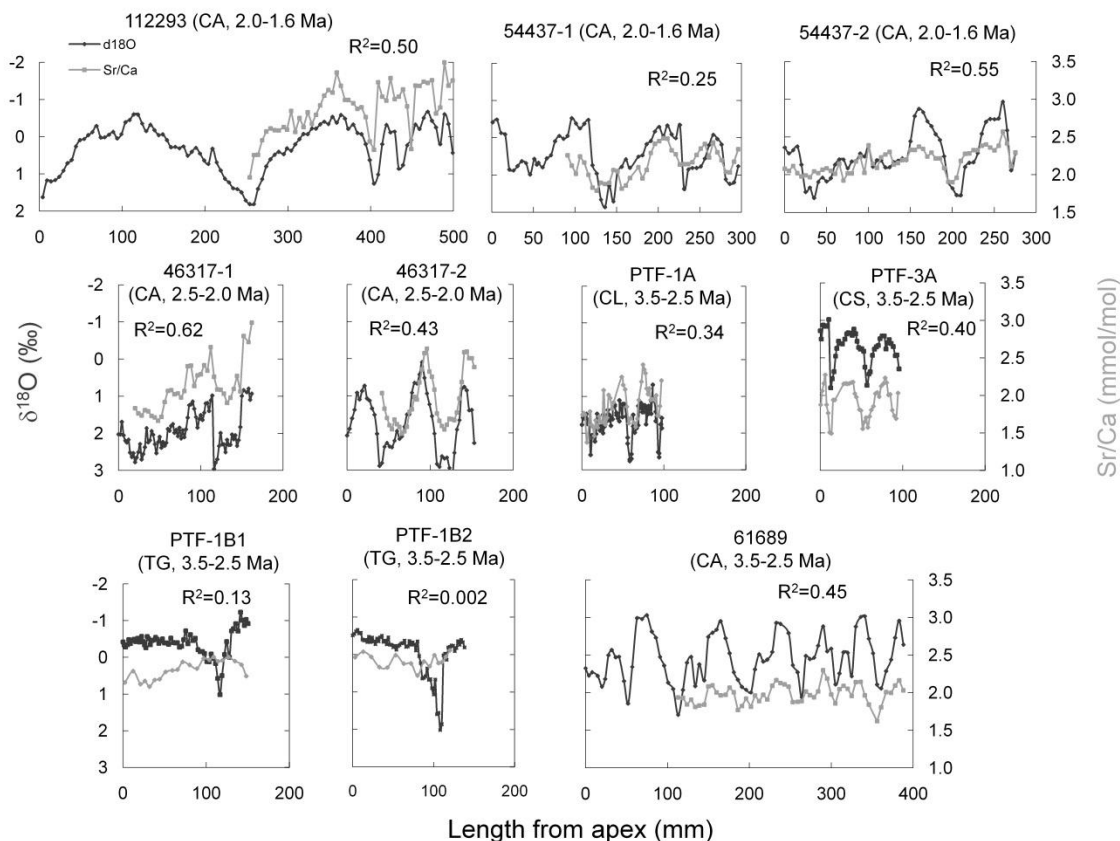 112293 (CA, 2.0-1.6 Ma)
d18O
Sr/Ca
R²=0.50
-2
-1
0
1
2
0 100 200 300 400 500
54437-1 (CA, 2.0-1.6 Ma)
R²=0.25
0 50 100 150 200 250 300
54437-2 (CA, 2.0-1.6 Ma)
R²=0.55
3.5
3.0
2.5
2.0
1.5
0 50 100 150 200 250 300
δ¹⁸O (‰)
46317-1
(CA, 2.5-2.0 Ma)
R²=0.62
-2
-1
0
1
2
3
0 100 200
46317-2
(CA, 2.5-2.0 Ma)
R²=0.43
0 100 200
PTF-1A
(CL, 3.5-2.5 Ma)
R²=0.34
0 100 200
PTF-3A
(CS, 3.5-2.5 Ma)
R²=0.40
3.5
3.0
2.5
2.0
1.5
1.0
0 100 200
Sr/Ca (mmol/mol)
PTF-1B1
(TG, 3.5-2.5 Ma)
R²=0.13
-2
-1
0
1
2
3
0 100 200
PTF-1B2
(TG, 3.5-2.5 Ma)
R²=0.002
0 100 200
61689
(CA, 3.5-2.5 Ma)
R²=0.45
3.5
3.0
2.5
2.0
1.5
1.0
0 100 200 300 400
Length from apex (mm)